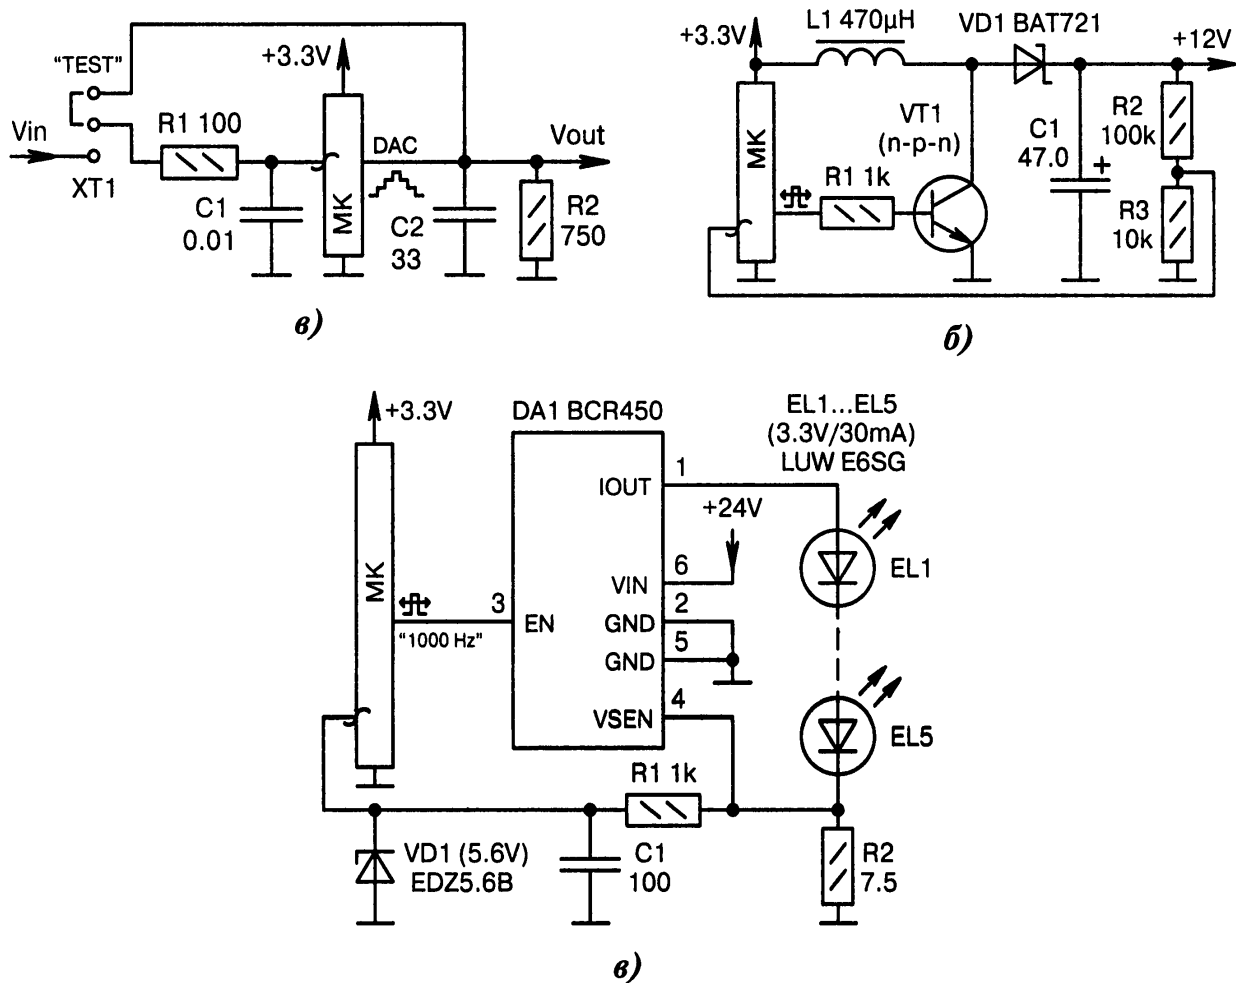 +3.3V
"TEST"
Vin
XT1
R1 100
C1
0.01
MK
DAC
C2
33
Vout
R2
750
в)
+3.3V
L1 470µH
VD1 BAT721
+12V
MK
VT1
(n-p-n)
R1 1k
C1
47.0
+
R2
100k
R3
10k
б)
+3.3V
MK
"1000 Hz"
DA1 BCR450
3
EN
IOUT
1
VIN
6
GND
2
GND
5
VSEN
4
+24V
EL1...EL5
(3.3V/30mA)
LUW E6SG
EL1
EL5
R1 1k
VD1 (5.6V)
EDZ5.6B
C1
100
R2
7.5
в)